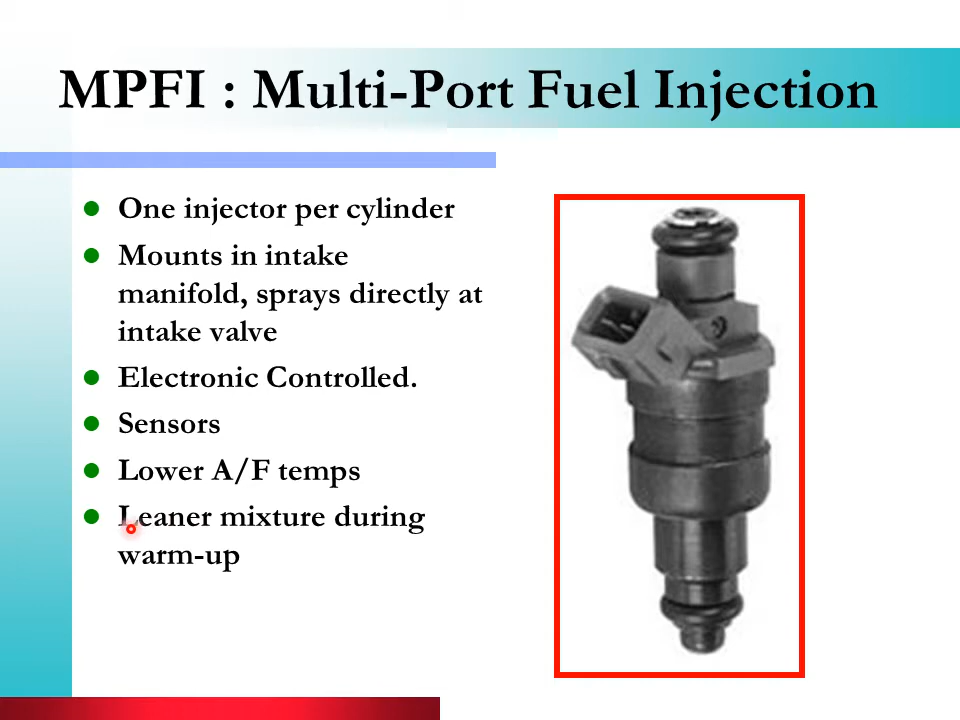 MPFI : Multi-Port Fuel Injection
One injector per cylinder
Mounts in intake
manifold, sprays directly at
intake valve
Electronic Controlled.
Sensors
Lower A/F temps
Leaner mixture during
warm-up